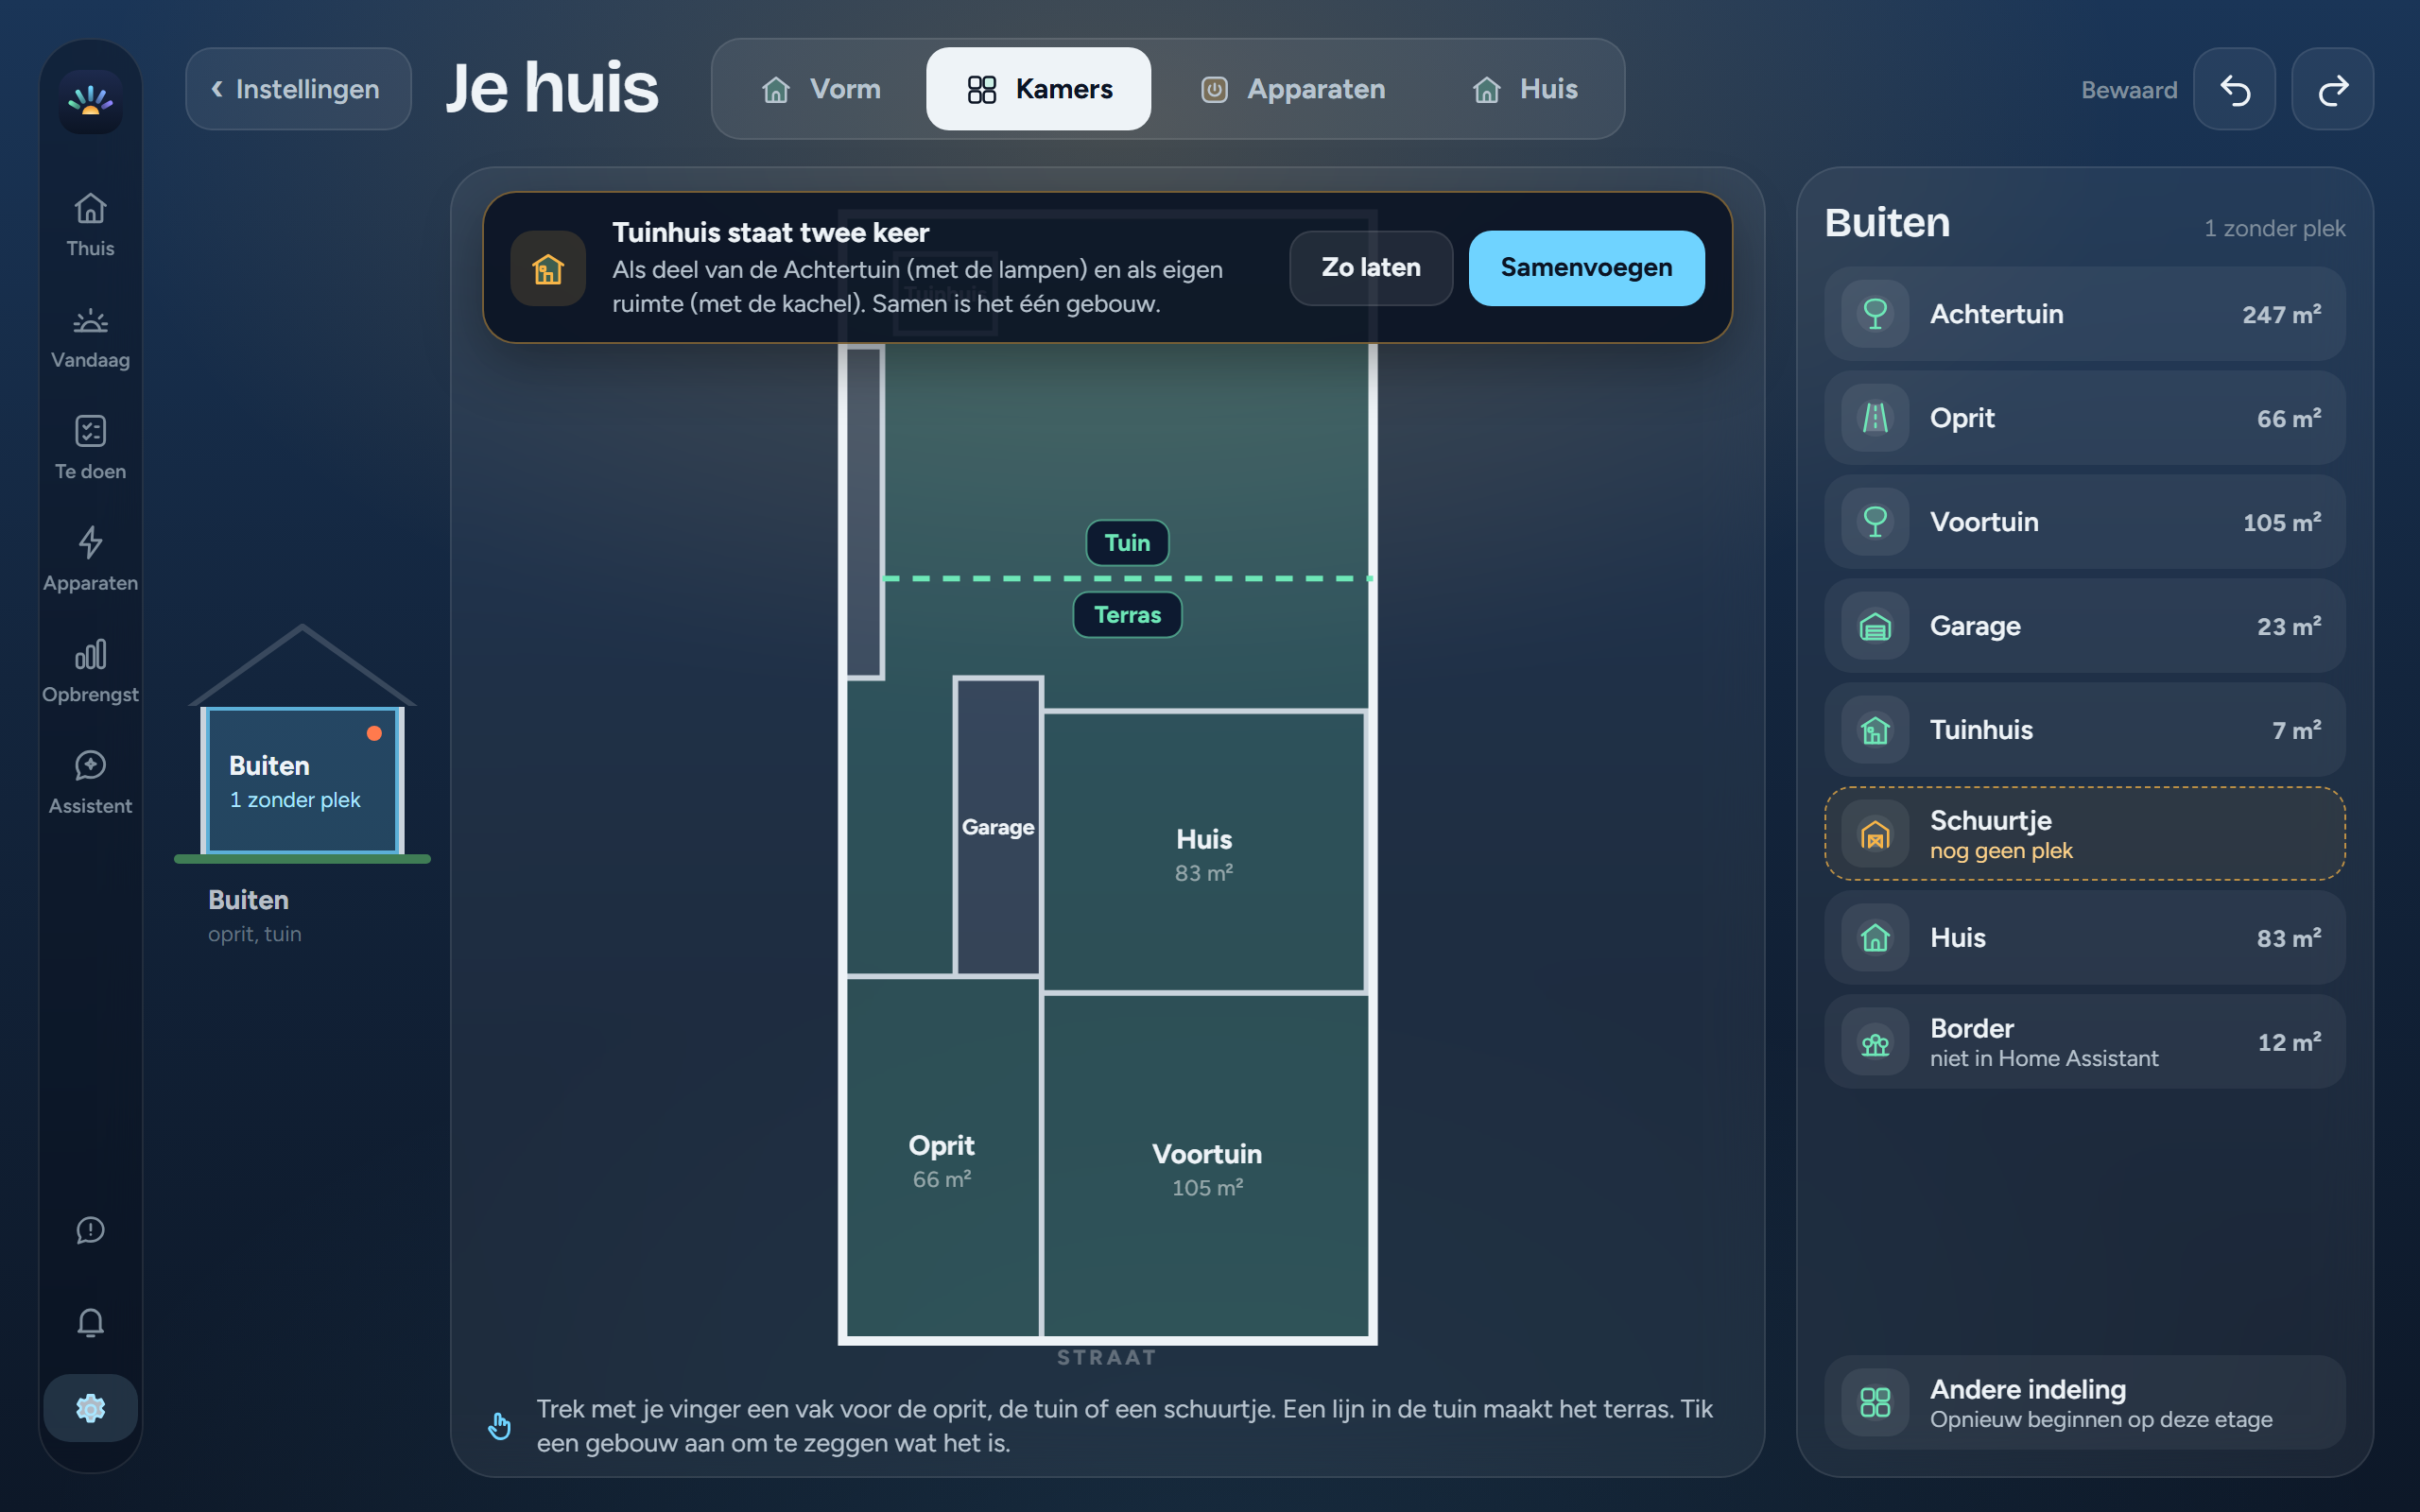 ‹ Instellingen
Je huis
Vorm
Kamers
Apparaten
Huis
Bewaard
Thuis
Vandaag
Te doen
Apparaten
Opbrengst
Assistent
Buiten
1 zonder plek
Buiten
oprit, tuin
Tuinhuis staat twee keer
Als deel van de Achtertuin (met de lampen) en als eigen
ruimte (met de kachel). Samen is het één gebouw.
Zo laten
Samenvoegen
Tuin
Terras
Garage
Huis
83 m²
Oprit
66 m²
Voortuin
105 m²
STRAAT
Trek met je vinger een vak voor de oprit, de tuin of een schuurtje. Een lijn in de tuin maakt het terras. Tik
een gebouw aan om te zeggen wat het is.
Buiten
1 zonder plek
Achtertuin
247 m²
Oprit
66 m²
Voortuin
105 m²
Garage
23 m²
Tuinhuis
7 m²
Schuurtje
nog geen plek
Huis
83 m²
Border
niet in Home Assistant
12 m²
Andere indeling
Opnieuw beginnen op deze etage